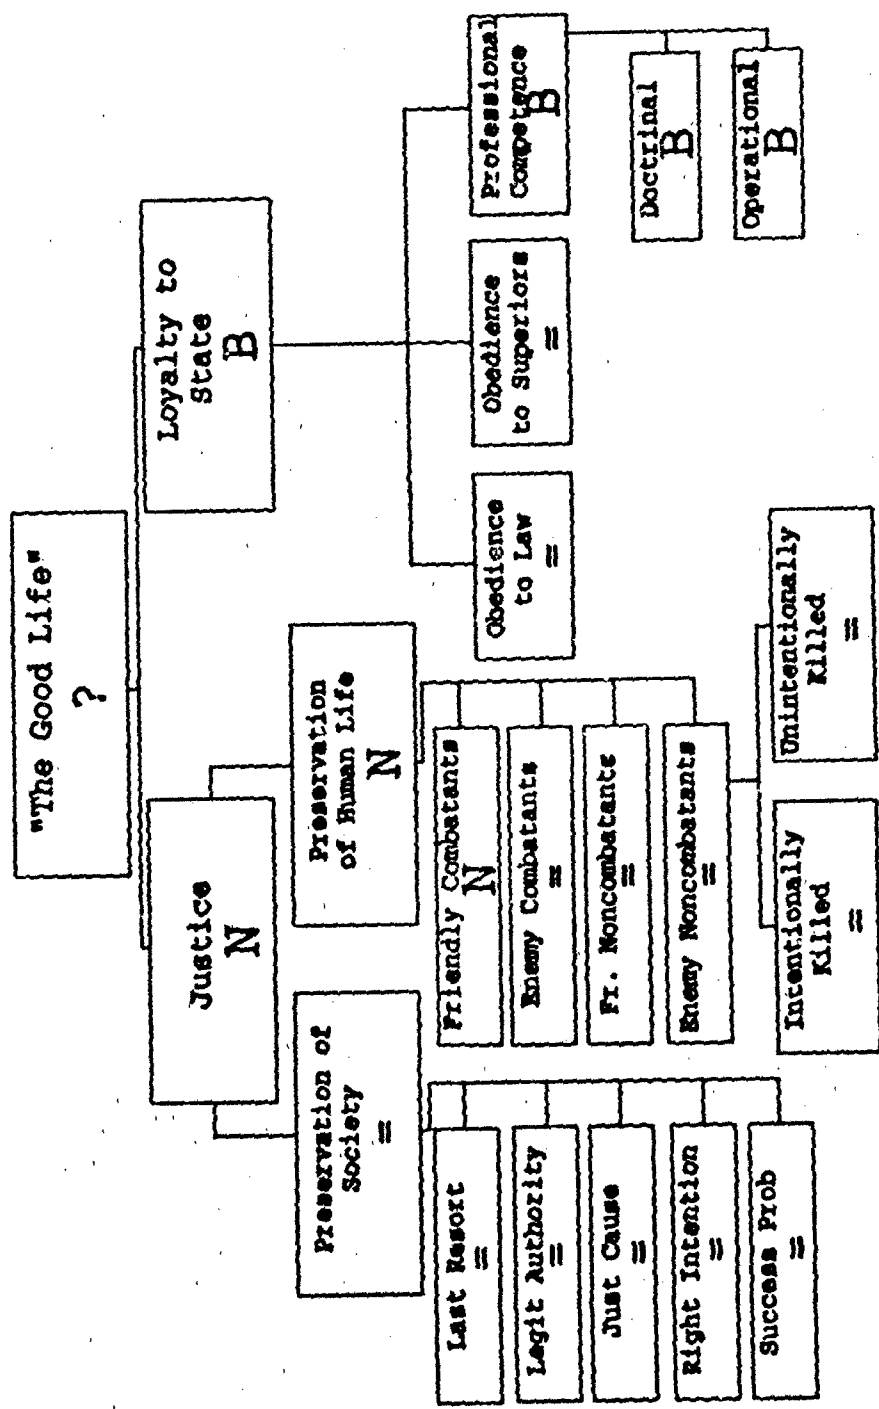 "The Good Life"
?
Justice
N
Loyalty to
State
B
Preservation of
Society
=
Preservation
of Human Life
N
Last Resort
=
Legit Authority
=
Just Cause
=
Right Intention
=
Success Prob
=
Friendly Combatants
N
Enemy Combatants
=
Fr. Noncombatants
=
Enemy Noncombatants
=
Intentionally
Killed
=
Unintentionally
Killed
=
Obedience
to Law
=
Obedience
to Superiors
=
Professional
Competence
B
Doctrinal
B
Operational
B